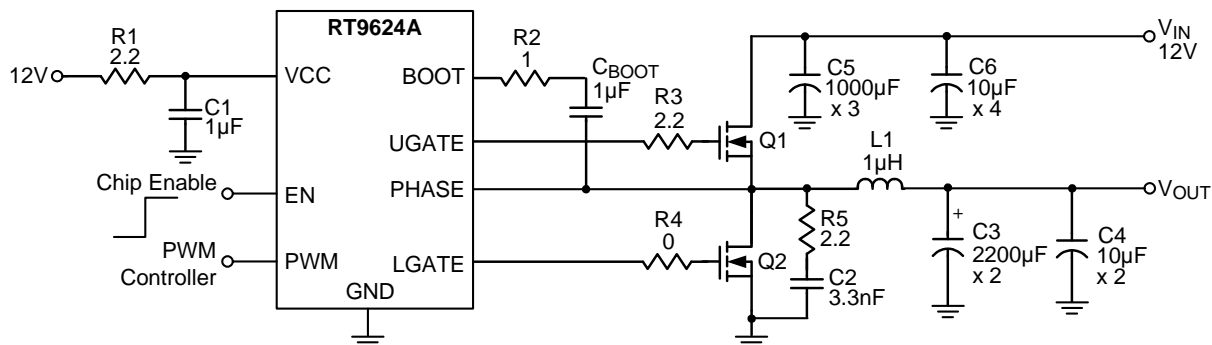 RT9624A
12V
R1
2.2
C1
1µF
VCC
BOOT
UGATE
PHASE
LGATE
EN
PWM
GND
Chip Enable
PWM
Controller
R2
1
CBOOT
1µF
R3
2.2
R4
0
Q1
Q2
R5
2.2
C2
3.3nF
C5
1000µF
x 3
C6
10µF
x 4
VIN
12V
L1
1µH
VOUT
+
C3
2200µF
x 2
C4
10µF
x 2